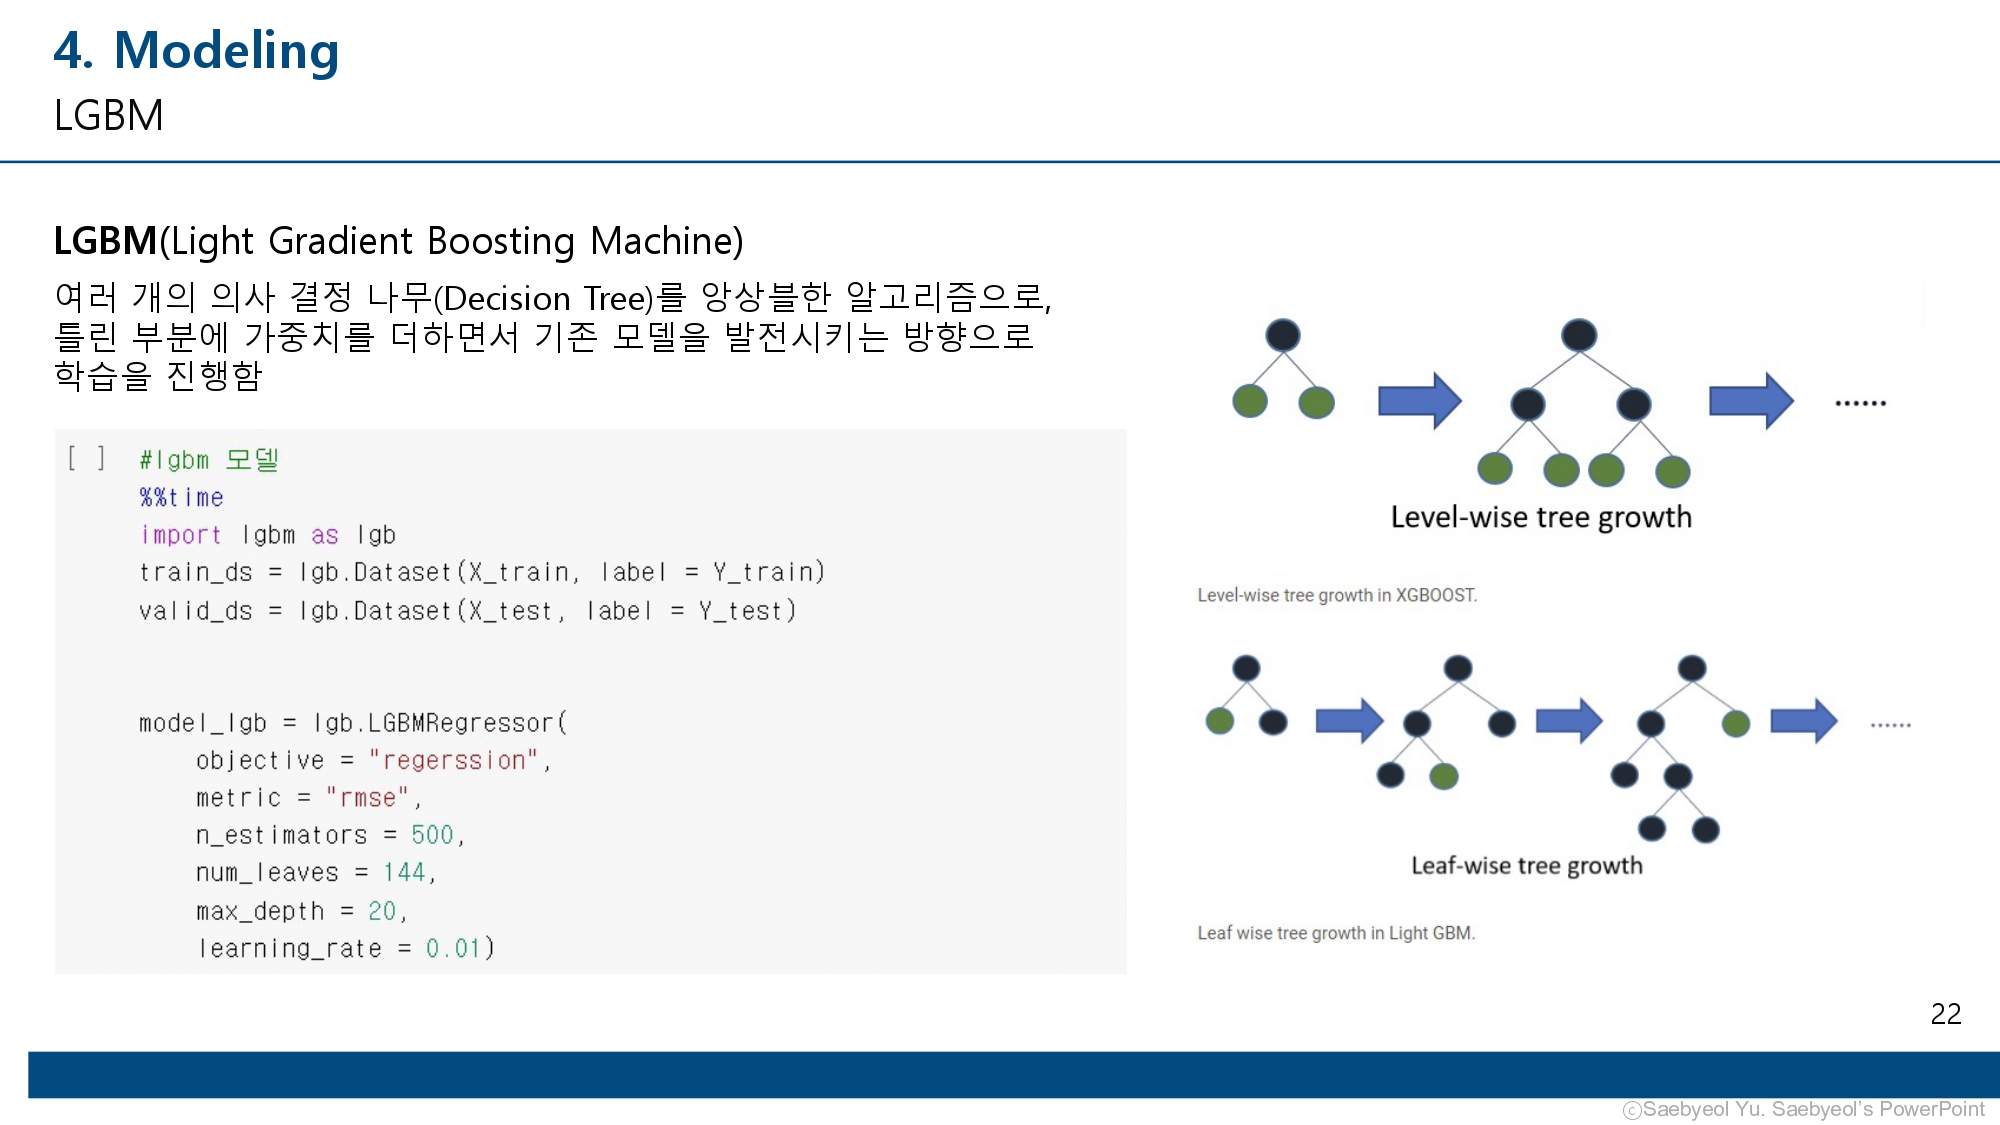 4. Modeling
LGBM
LGBM(Light Gradient Boosting Machine)
여러 개의 의사 결정 나무(Decision Tree)를 앙상블한 알고리즘으로,
틀린 부분에 가중치를 더하면서 기존 모델을 발전시키는 방향으로
학습을 진행함
[ ] #lgbm 모델
%%time
import lgbm as lgb
train_ds = lgb.Dataset(X_train, label = Y_train)
valid_ds = lgb.Dataset(X_test, label = Y_test)
model_lgb = lgb.LGBMRegressor(
objective = "regerssion",
metric = "rmse",
n_estimators = 500,
num_leaves = 144,
max_depth = 20,
learning_rate = 0.01)
......
Level-wise tree growth
Level-wise tree growth in XGBOOST.
......
Leaf-wise tree growth
Leaf wise tree growth in Light GBM.
22
ⓒSaebyeol Yu. Saebyeol’s PowerPoint